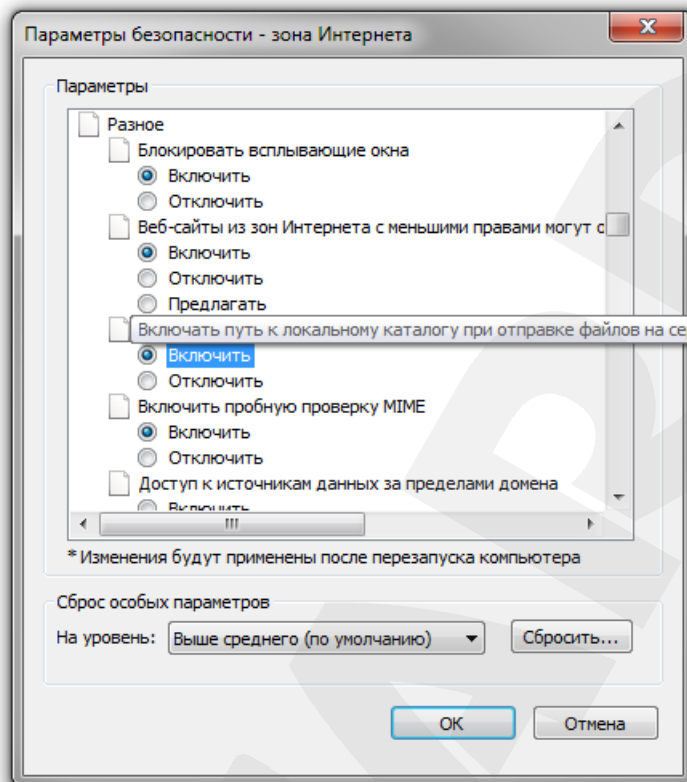 Параметры безопасности - зона Интернета
Параметры
Разное
Блокировать всплывающие окна
Включить
Отключить
Веб-сайты из зон Интернета с меньшими правами могут
Включить
Отключить
Предлагать
Включать путь к локальному каталогу при отправке файлов на
Включить
Отключить
Включить пробную проверку MIME
Включить
Отключить
Доступ к источникам данных за пределами домена
Включить
* Изменения будут применены после перезапуска компьютера
Сброс особых параметров
На уровень: Выше среднего (по умолчанию) Сбросить...
ОК Отмена